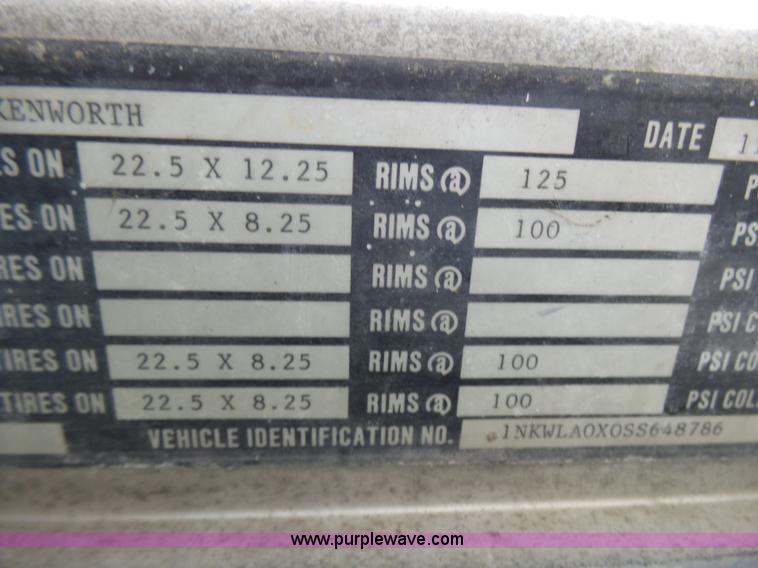 KENWORTH DATE 11
ES ON 22.5 X 12.25 RIMS @ 125 P
ES ON 22.5 X 8.25 RIMS @ 100 PS
RES ON RIMS @ PSI
IRES ON RIMS @ PSI C
TIRES ON 22.5 X 8.25 RIMS @ 100 PSI CO
TIRES ON 22.5 X 8.25 RIMS @ 100 PSI COL
VEHICLE IDENTIFICATION NO. 1NKWLA0X0SS648786
www.purplewave.com